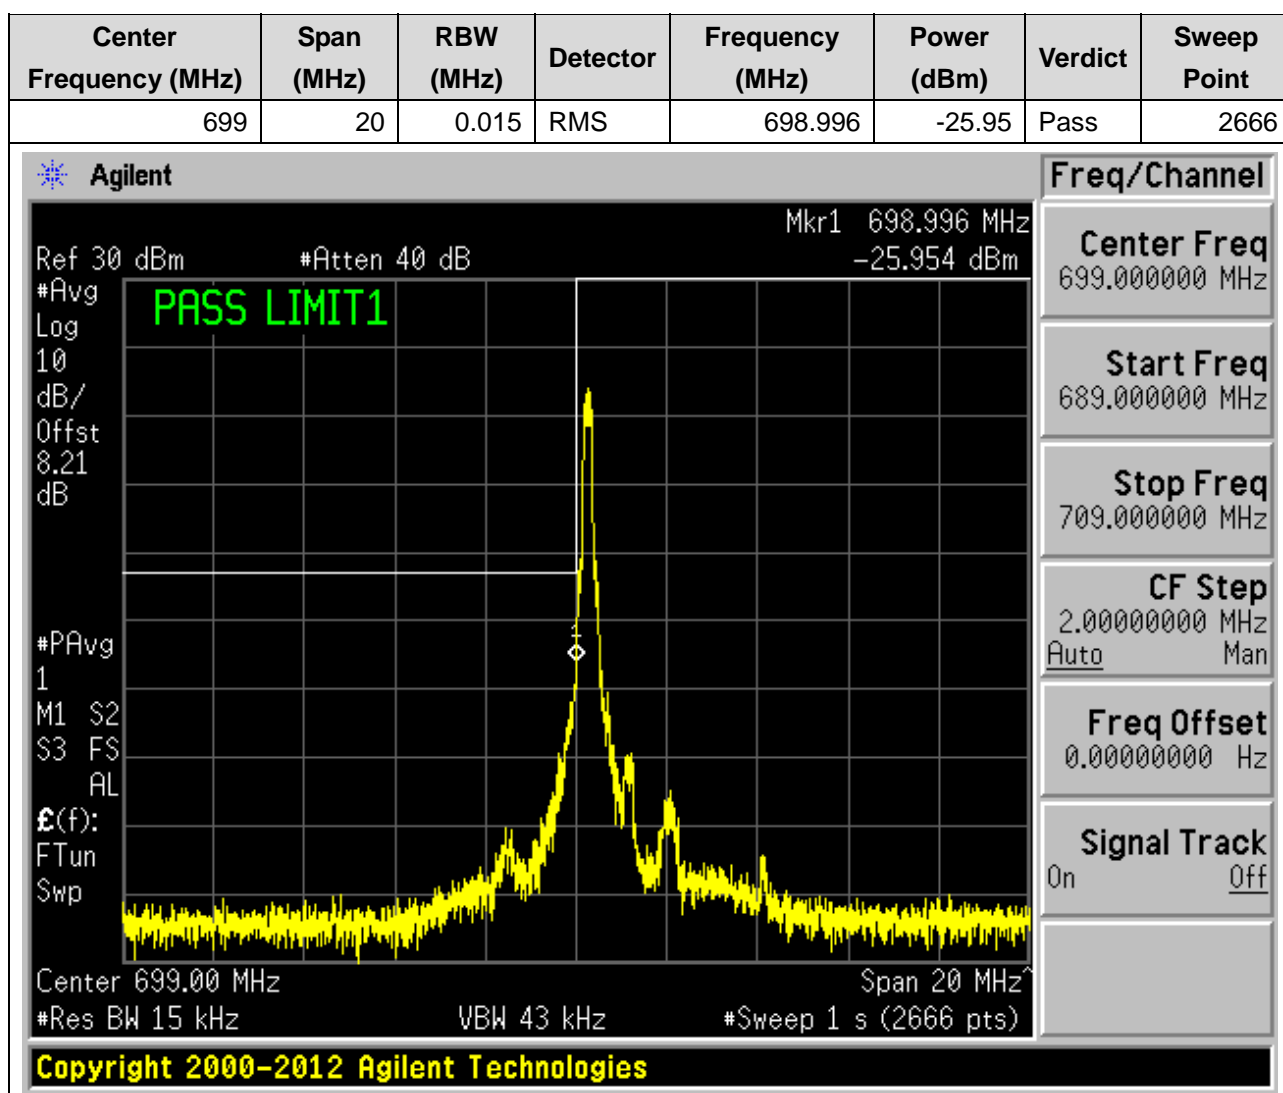 Center Frequency (MHz) Span (MHz) RBW (MHz) Detector Frequency (MHz) Power (dBm) Verdict Sweep Point
699 20 0.015 RMS 698.996 -25.95 Pass 2666
Agilent
Freq/Channel
Mkr1 698.996 MHz
Ref 30 dBm #Atten 40 dB -25.954 dBm
#Avg
Log
10
dB/
Offst
8.21
dB
PASS LIMIT1
1
#PAvg
1
M1 S2
S3 FS
AL
£(f):
FTun
Swp
Center 699.00 MHz Span 20 MHz^
#Res BW 15 kHz VBW 43 kHz #Sweep 1 s (2666 pts)
Center Freq
699.000000 MHz
Start Freq
689.000000 MHz
Stop Freq
709.000000 MHz
CF Step
2.00000000 MHz
Auto Man
Freq Offset
0.00000000 Hz
Signal Track
On Off
Copyright 2000-2012 Agilent Technologies